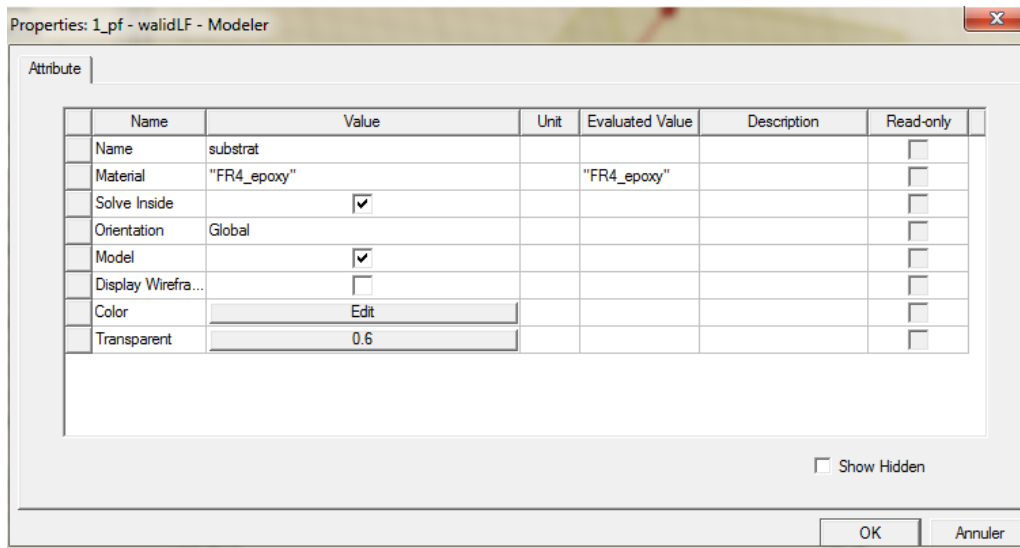 Properties: 1_pf - walidLF - Modeler
Attribute
Name Value Unit Evaluated Value Description Read-only
Name substrat
Material "FR4_epoxy" "FR4_epoxy"
Solve Inside
Orientation Global
Model
Display Wirefra...
Color Edit
Transparent 0.6
Show Hidden
OK Annuler